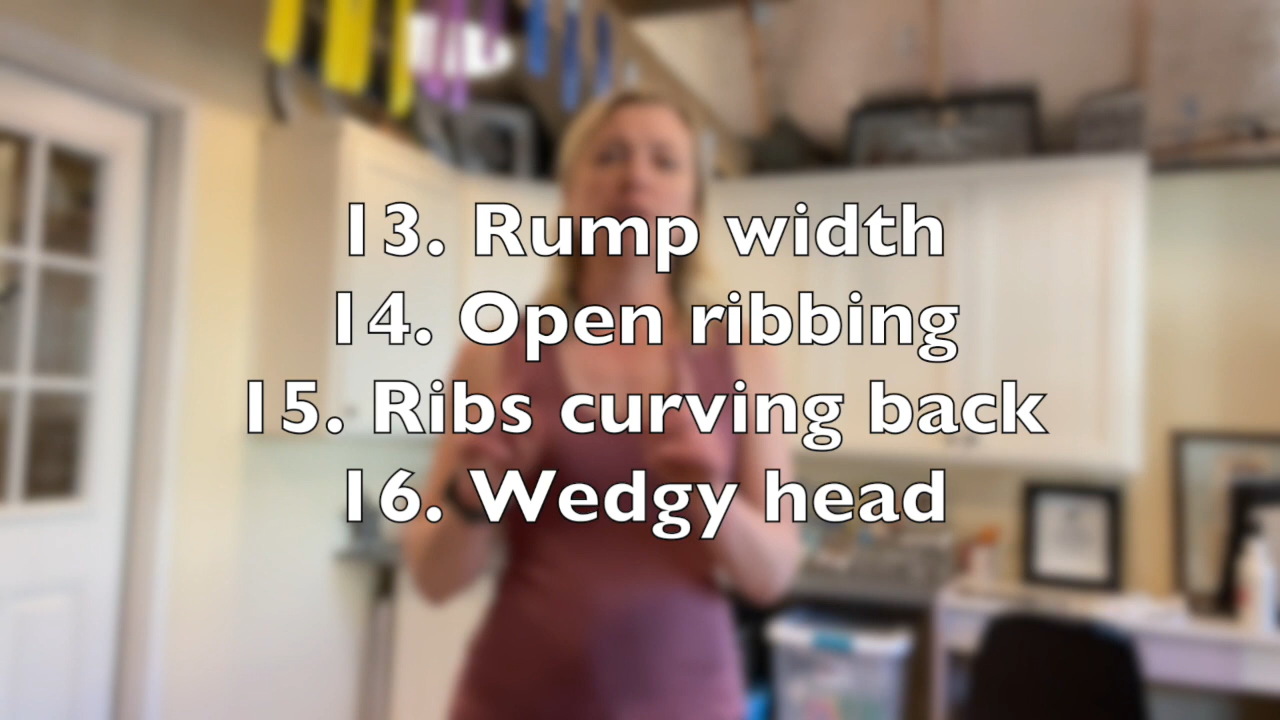 13. Rump width
14. Open ribbing
15. Ribs curving back
16. Wedgy head